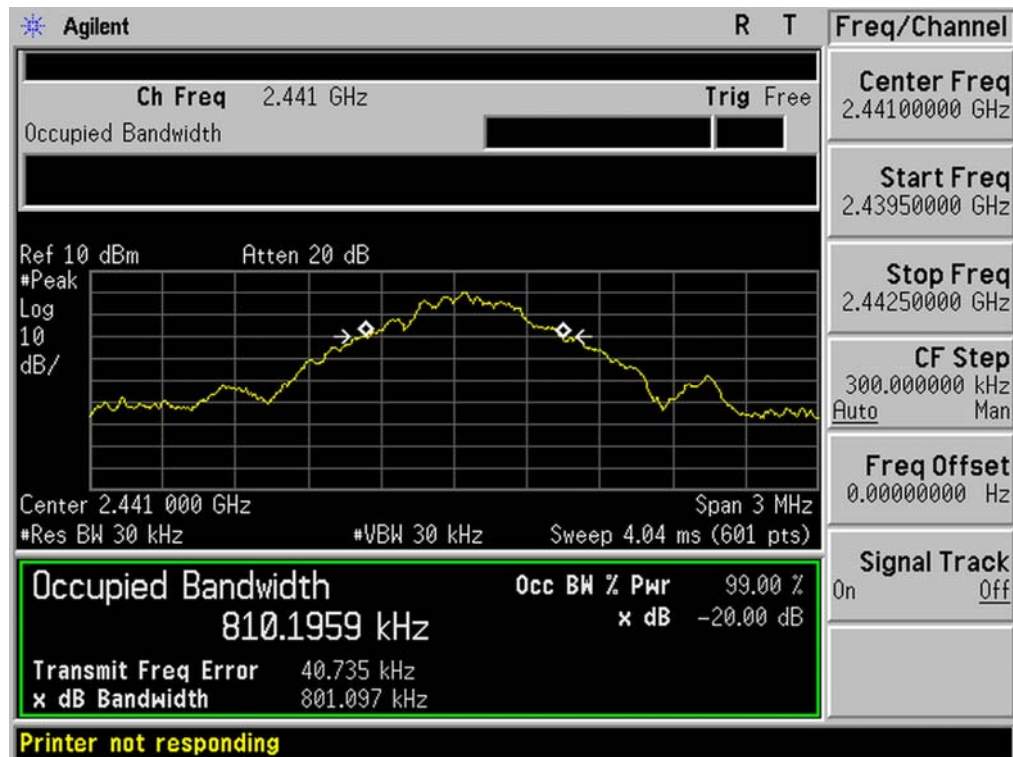 Agilent R T Freq/Channel
Ch Freq 2.441 GHz Trig Free
Occupied Bandwidth
Center Freq
2.44100000 GHz
Start Freq
2.43950000 GHz
Stop Freq
2.44250000 GHz
CF Step
300.000000 kHz
Auto Man
Freq Offset
0.00000000 Hz
Signal Track
On Off
Ref 10 dBm Atten 20 dB
#Peak
Log
10
dB/
Center 2.441 000 GHz Span 3 MHz
#Res BW 30 kHz #VBW 30 kHz Sweep 4.04 ms (601 pts)
Occupied Bandwidth Occ BW % Pwr 99.00 %
810.1959 kHz x dB -20.00 dB
Transmit Freq Error 40.735 kHz
x dB Bandwidth 801.097 kHz
Printer not responding